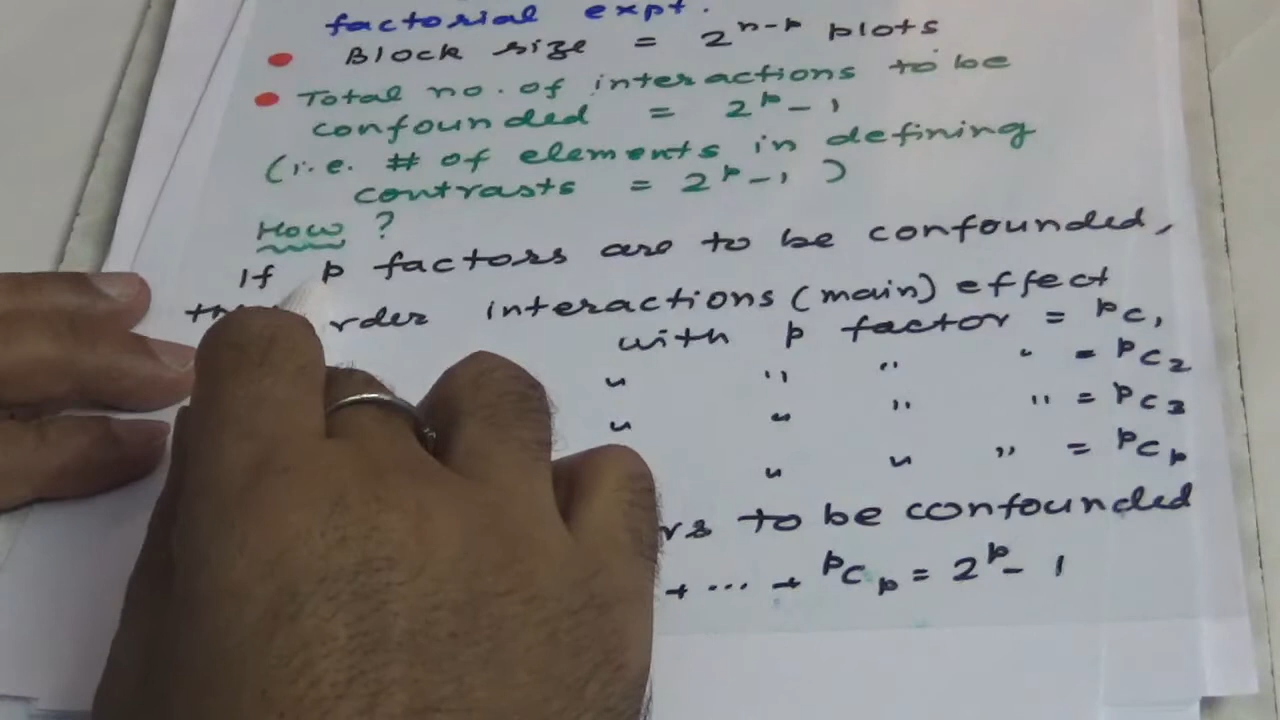 factorial expt.
Block size = 2^{n-p} plots
Total no. of interactions to be
confounded = 2^p - 1
(i.e. # of elements in defining
contrasts = 2^p - 1)
How ?
If p factors are to be confounded,
interactions (main) effect
with p factor = pC1
" " " " = pC2
" " " " = pC3
" " " = pCp
to be confounded
+ ... + pCp = 2^p - 1